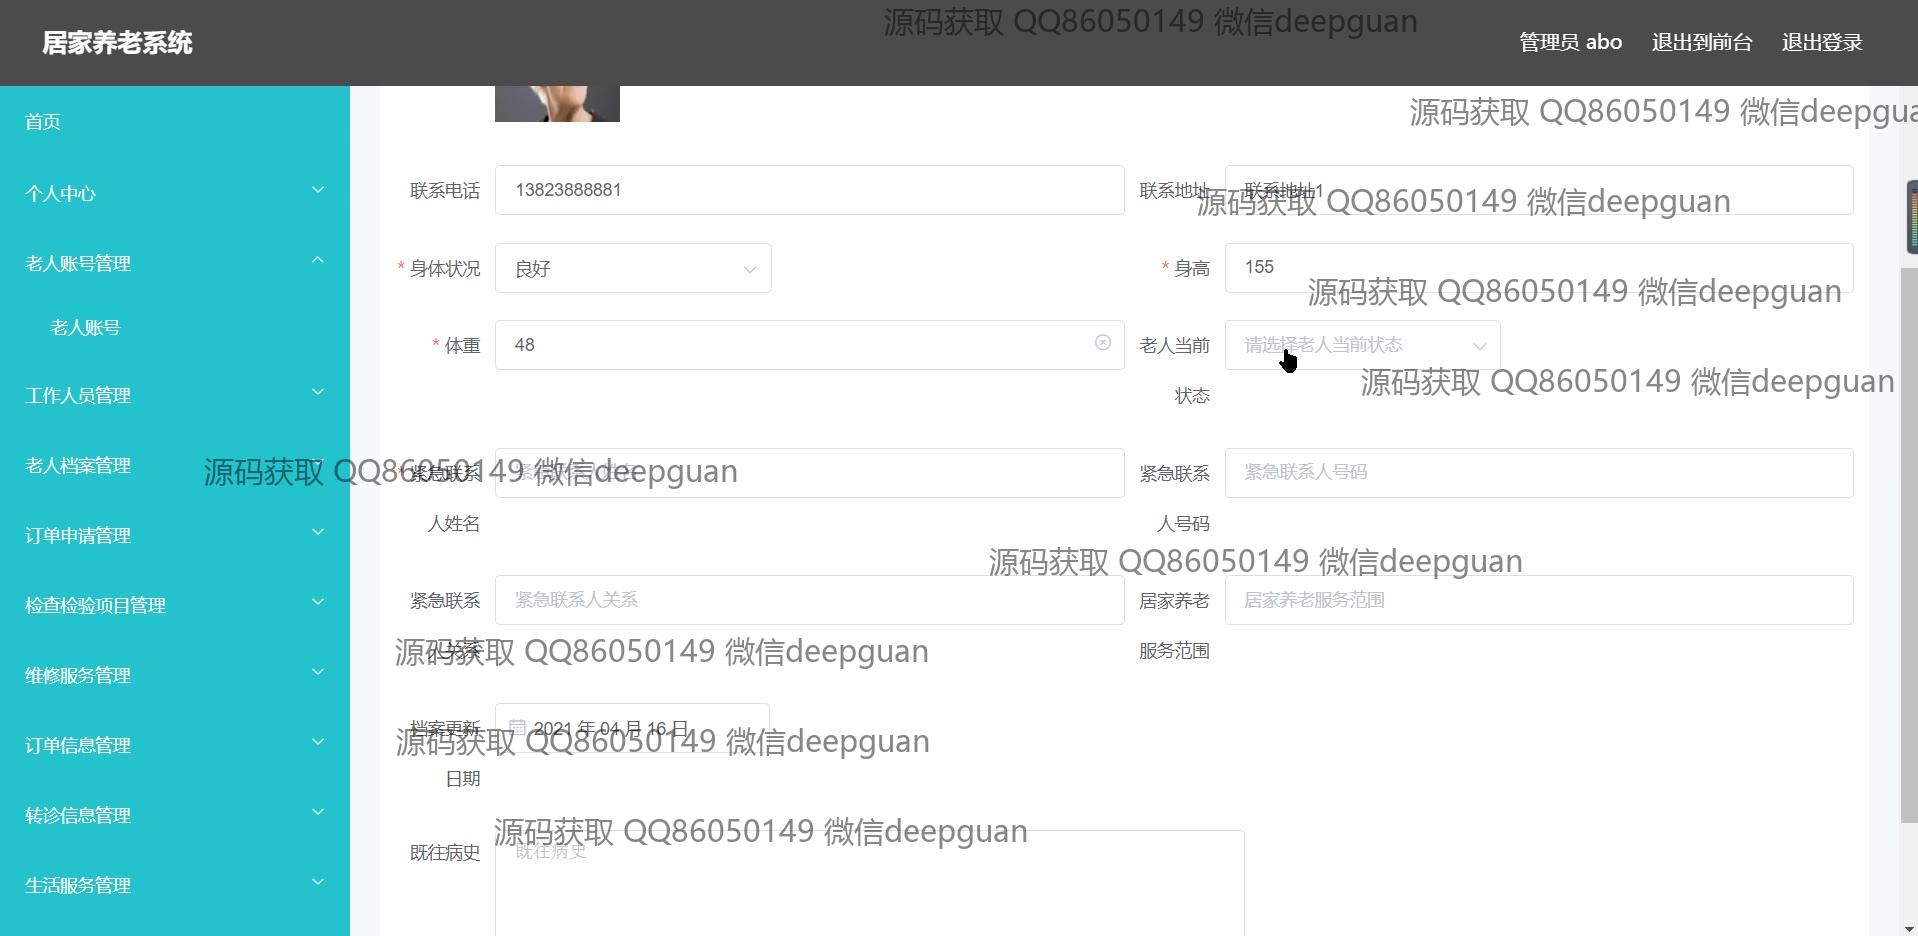 源码获取 QQ86050149 微信deepguan
居家养老系统
管理员 abo
退出到前台
退出登录
首页
个人中心
老人账号管理
老人账号
工作人员管理
老人档案管理
订单申请管理
检查检验项目管理
维修服务管理
订单信息管理
转诊信息管理
生活服务管理
源码获取 QQ86050149 微信deepgua
联系电话 13823888881
联系地址 联系地址1
源码获取 QQ86050149 微信deepguan
* 身体状况 良好
* 身高 155
源码获取 QQ86050149 微信deepguan
* 体重 48
老人当前状态 请选择老人当前状态
源码获取 QQ86050149 微信deepguan
* 紧急联系人姓名 紧急联系人姓名
源码获取 QQ86050149 微信deepguan
紧急联系人号码 紧急联系人号码
源码获取 QQ86050149 微信deepguan
紧急联系人关系 紧急联系人关系
居家养老服务范围 居家养老服务范围
源码获取 QQ86050149 微信deepguan
档案更新日期 2021 年 04 月 16 日
源码获取 QQ86050149 微信deepguan
源码获取 QQ86050149 微信deepguan
既往病史 既往病史